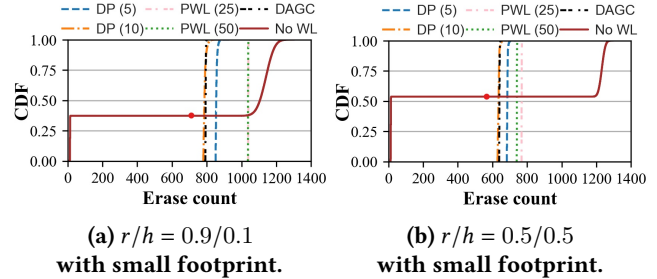 DP (5) PWL (25) DAGC
DP (10) PWL (50) No WL
1.00
0.75
0.50
0.25
0.00
CDF
0 200 400 600 800 1000 1200 1400
Erase count
(a) r/h = 0.9/0.1
with small footprint.
DP (5) PWL (25) DAGC
DP (10) PWL (50) No WL
1.00
0.75
0.50
0.25
0.00
CDF
0 200 400 600 800 1000 1200 1400
Erase count
(b) r/h = 0.5/0.5
with small footprint.